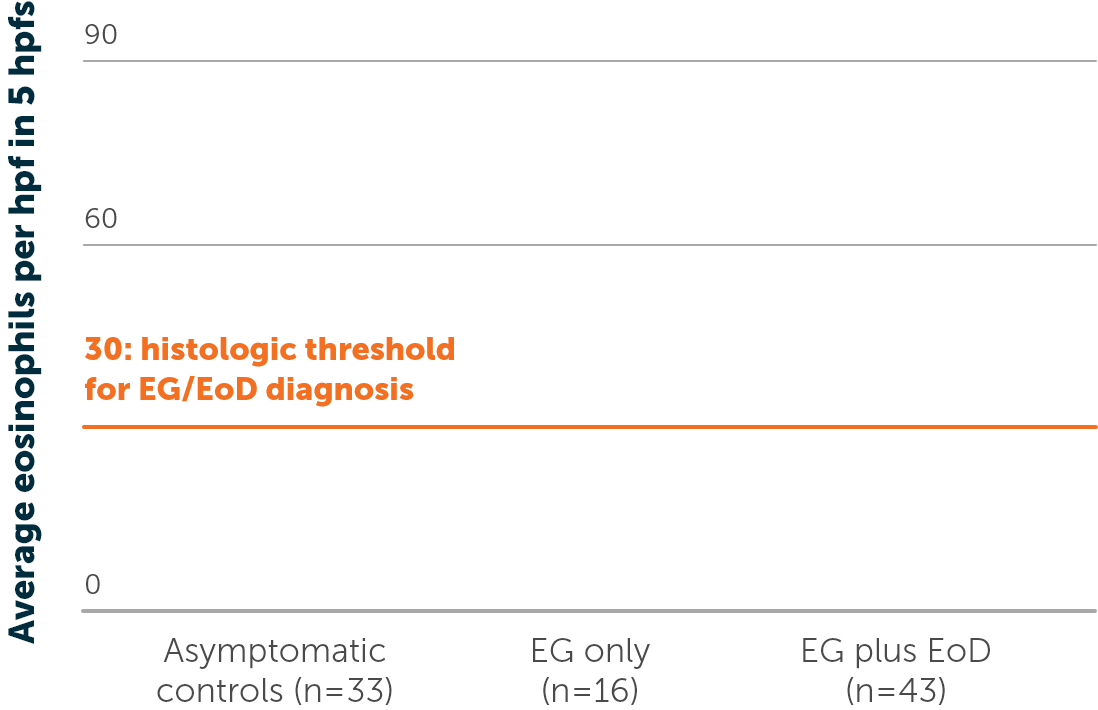 Average eosinophils per hpf in 5 hpfs
90
60
30: histologic threshold
for EG/EoD diagnosis
0
Asymptomatic
controls (n=33)
EG only
(n=16)
EG plus EoD
(n=43)